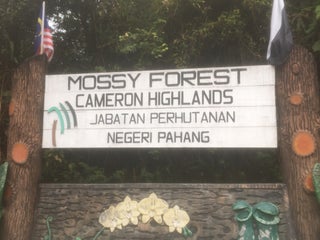 MOSSY FOREST
CAMERON HIGHLANDS
JABATAN PERHUTANAN
NEGERI PAHANG